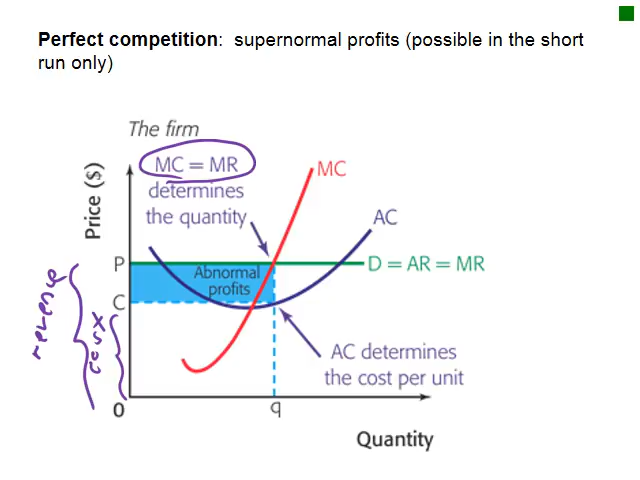 Perfect competition: supernormal profits (possible in the short
run only)
The firm
MC = MR
determines
the quantity
MC
AC
Price ($)
P
Abnormal
profits
D = AR = MR
C
revenue
cost
AC determines
the cost per unit
0
q
Quantity